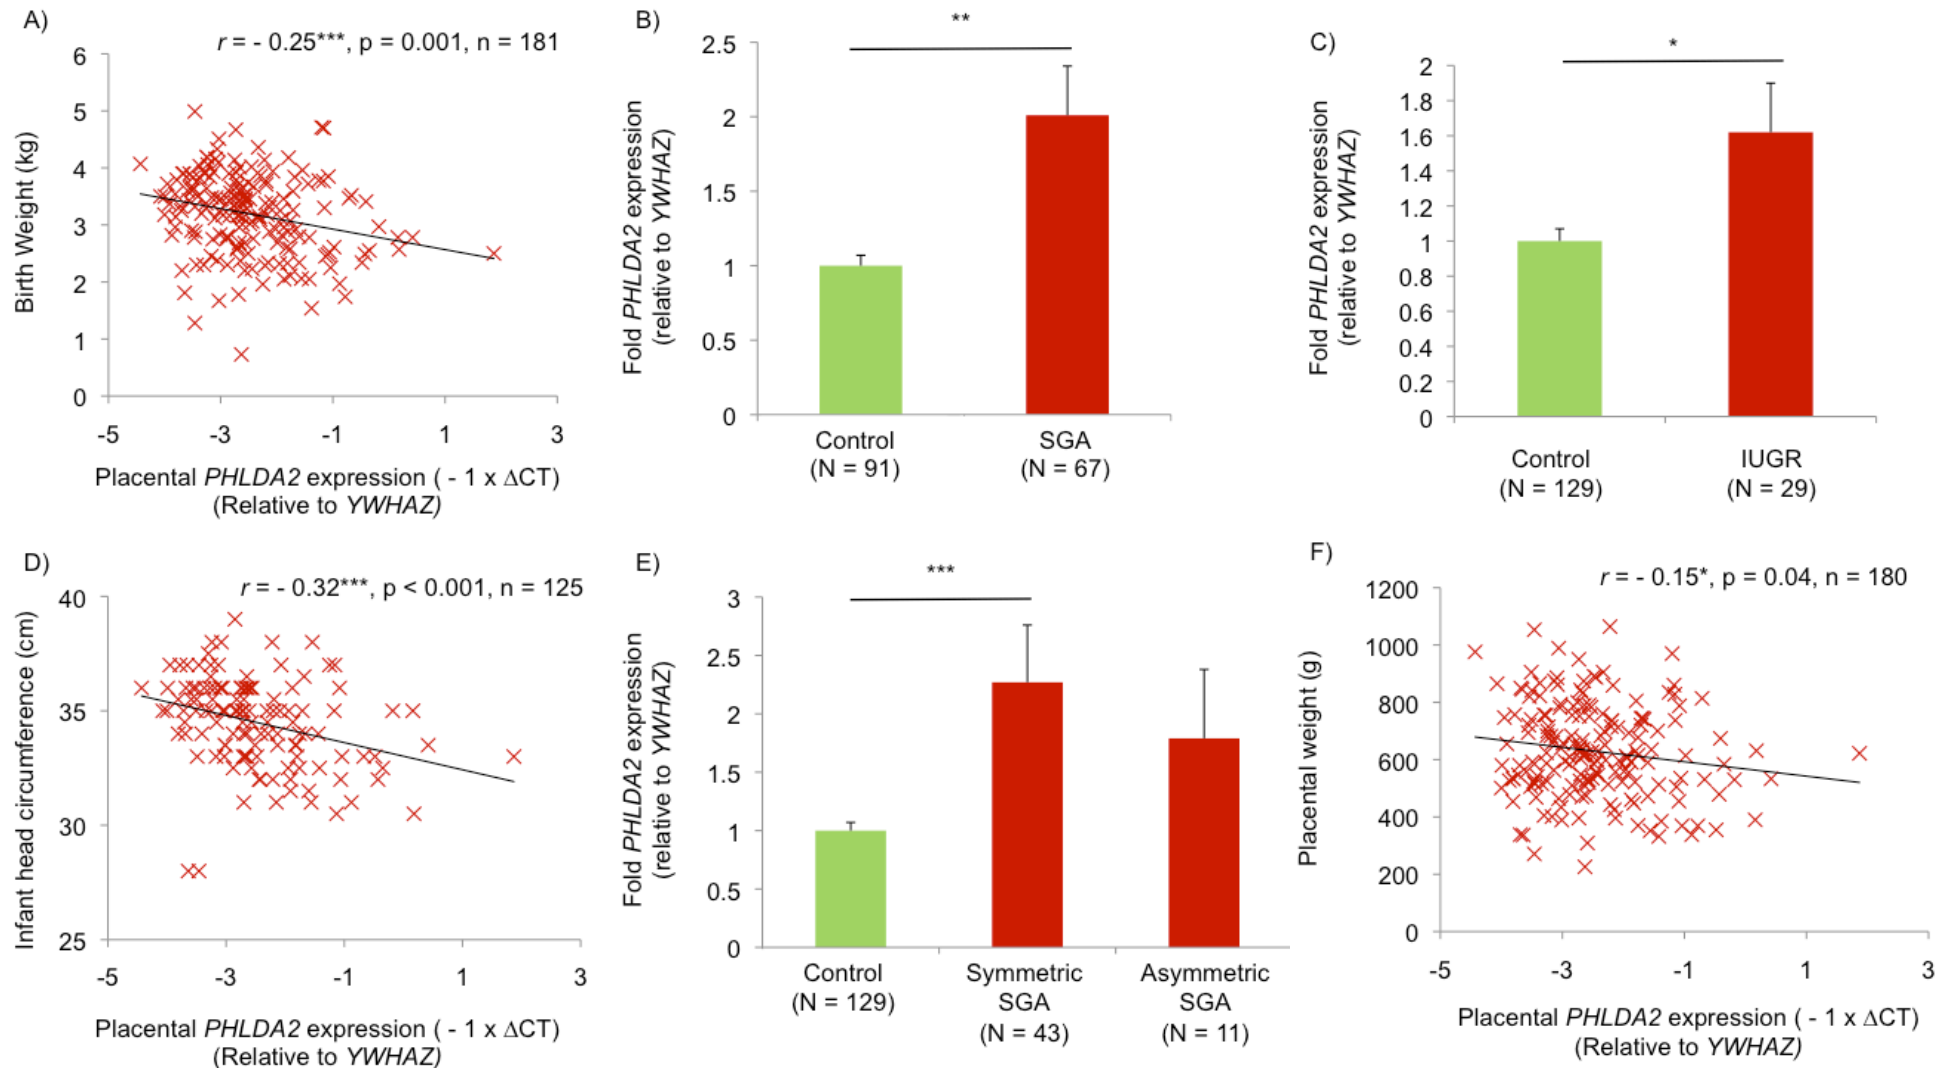 A)
r = - 0.25***, p = 0.001, n = 181
Birth Weight (kg)
6
5
4
3
2
1
0
-5 -3 -1 1 3
Placental PHLDA2 expression ( - 1 x ΔCT)
(Relative to YWHAZ)
B)
**
Fold PHLDA2 expression
(relative to YWHAZ)
2.5
2
1.5
1
0.5
0
Control SGA
(N = 91) (N = 67)
C)
*
Fold PHLDA2 expression
(relative to YWHAZ)
2
1.8
1.6
1.4
1.2
1
0.8
0.6
0.4
0.2
0
Control IUGR
(N = 129) (N = 29)
D)
r = - 0.32***, p < 0.001, n = 125
Infant head circumference (cm)
40
35
30
25
-5 -3 -1 1 3
Placental PHLDA2 expression ( - 1 x ΔCT)
(Relative to YWHAZ)
E)
***
Fold PHLDA2 expression
(relative to YWHAZ)
3
2.5
2
1.5
1
0.5
0
Control Symmetric Asymmetric
(N = 129) SGA SGA
(N = 43) (N = 11)
F)
r = - 0.15*, p = 0.04, n = 180
Placental weight (g)
1200
1000
800
600
400
200
0
-5 -3 -1 1 3
Placental PHLDA2 expression ( - 1 x ΔCT)
(Relative to YWHAZ)